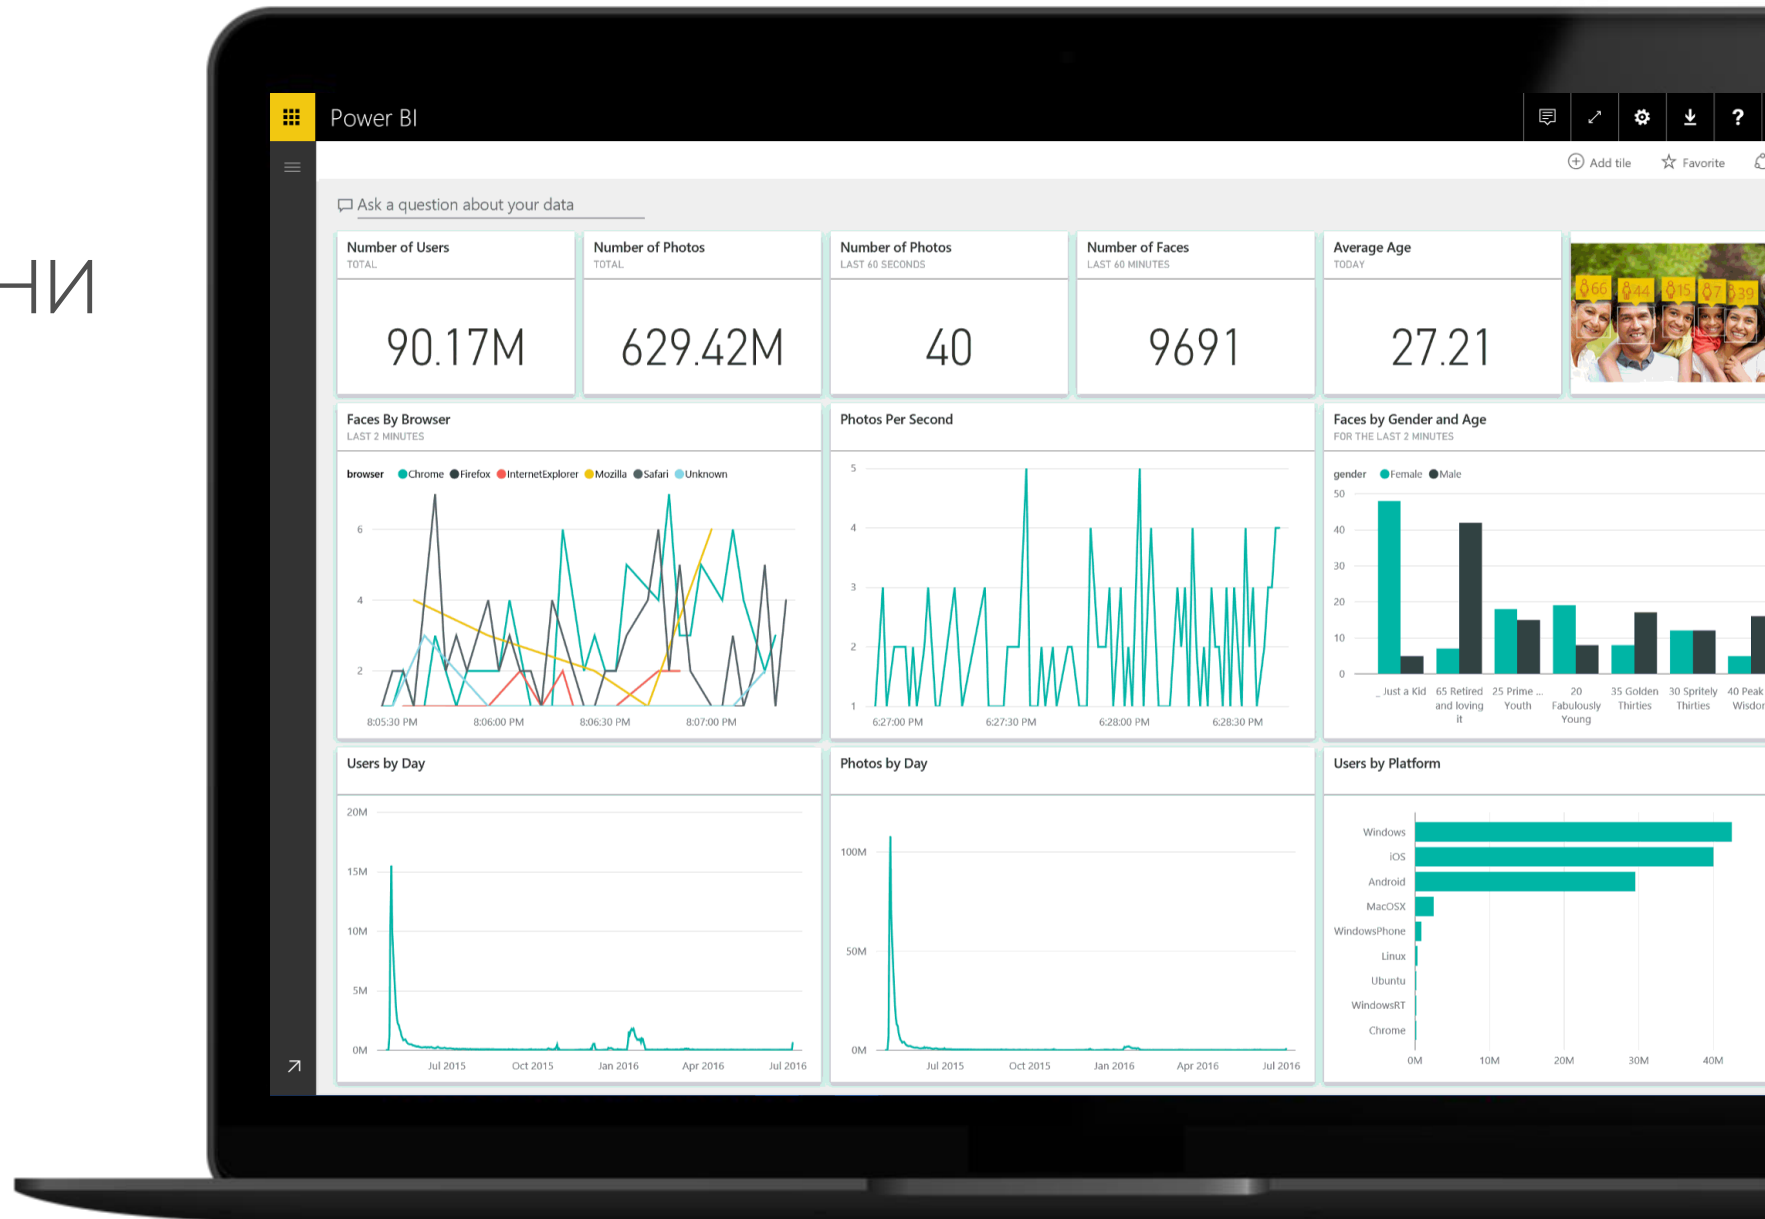 ни
Power BI
Add tile
Favorite
Ask a question about your data
Number of Users
TOTAL
90.17M
Number of Photos
TOTAL
629.42M
Number of Photos
LAST 60 SECONDS
40
Number of Faces
LAST 60 MINUTES
9691
Average Age
TODAY
27.21
66 44 15 7 39
Faces By Browser
LAST 2 MINUTES
browser Chrome Firefox InternetExplorer Mozilla Safari Unknown
6
4
2
8:05:30 PM 8:06:00 PM 8:06:30 PM 8:07:00 PM
Photos Per Second
5
4
3
2
1
6:27:00 PM 6:27:30 PM 6:28:00 PM 6:28:30 PM
Faces by Gender and Age
FOR THE LAST 2 MINUTES
gender Female Male
50
40
30
20
10
0
_ Just a Kid
65 Retired
and loving
it
25 Prime ...
Youth
20
Fabulously
Young
35 Golden
Thirties
30 Spritely
Thirties
40 Peak
Users by Day
20M
15M
10M
5M
0M
Jul 2015 Oct 2015 Jan 2016 Apr 2016 Jul 2016
Photos by Day
100M
50M
0M
Jul 2015 Oct 2015 Jan 2016 Apr 2016 Jul 2016
Users by Platform
Windows
iOS
Android
MacOSX
WindowsPhone
Linux
Ubuntu
WindowsRT
Chrome
0M 10M 20M 30M 40M